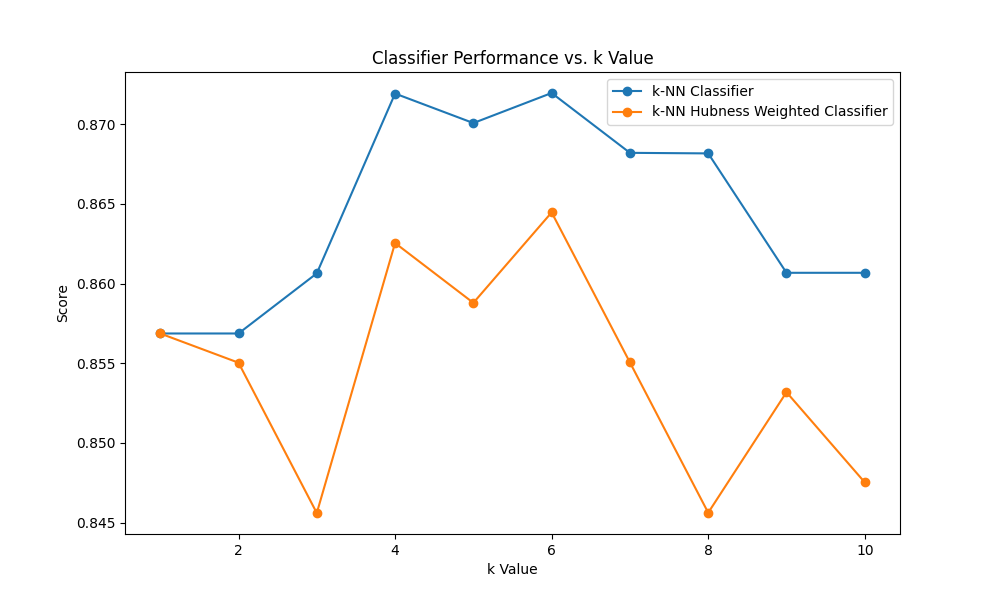 Classifier Performance vs. k Value
k-NN Classifier
k-NN Hubness Weighted Classifier
Score
0.870
0.865
0.860
0.855
0.850
0.845
2
4
6
8
10
k Value